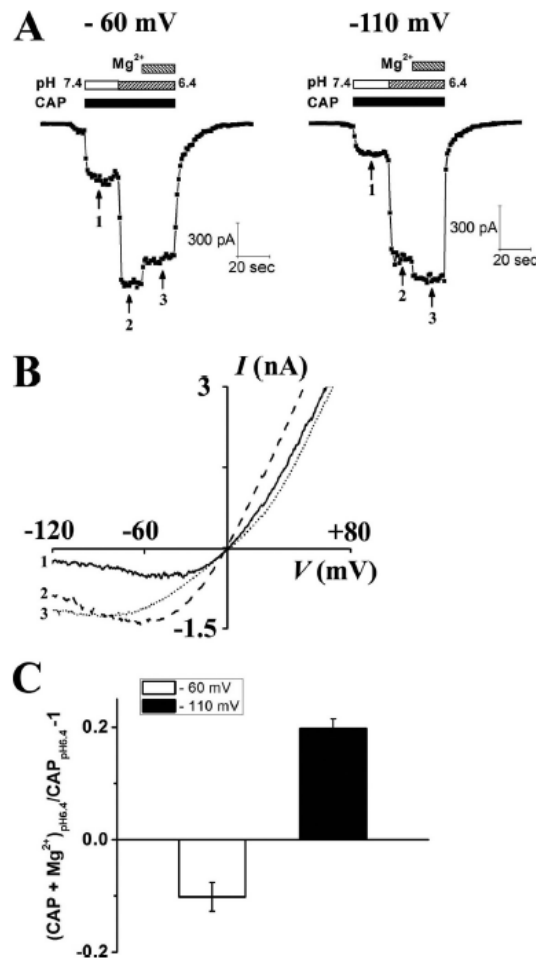 A
- 60 mV
-110 mV
Mg2+
Mg2+
pH 7.4 6.4
pH 7.4 6.4
CAP
CAP
1
2
3
300 pA
20 sec
1
2
3
300 pA
20 sec
B
I (nA)
3
-120 -60 +80
V (mV)
1
2
3
-1.5
C
- 60 mV
- 110 mV
(CAP + Mg2+)pH6.4/CAPpH6.4-1
0.2
0.0
-0.2